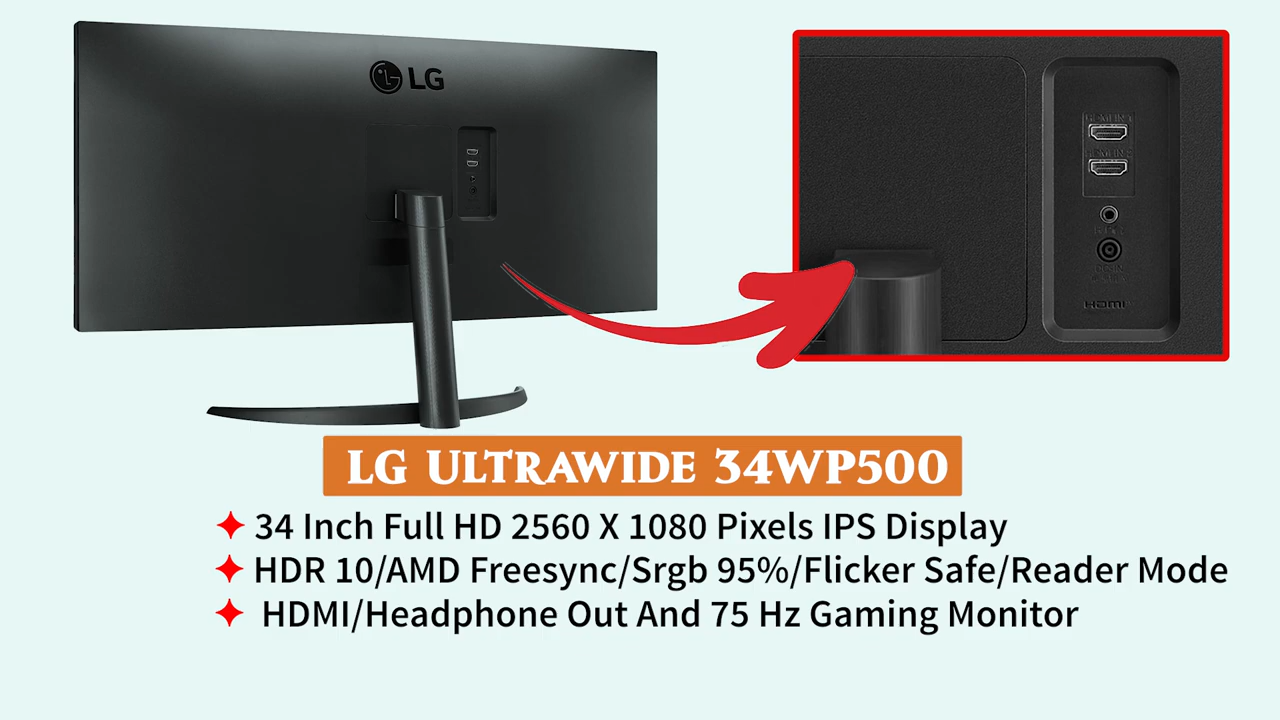 LG
HDMI
LG ULTRAWIDE 34WP500
34 Inch Full HD 2560 X 1080 Pixels IPS Display
HDR 10/AMD Freesync/Srgb 95%/Flicker Safe/Reader Mode
HDMI/Headphone Out And 75 Hz Gaming Monitor